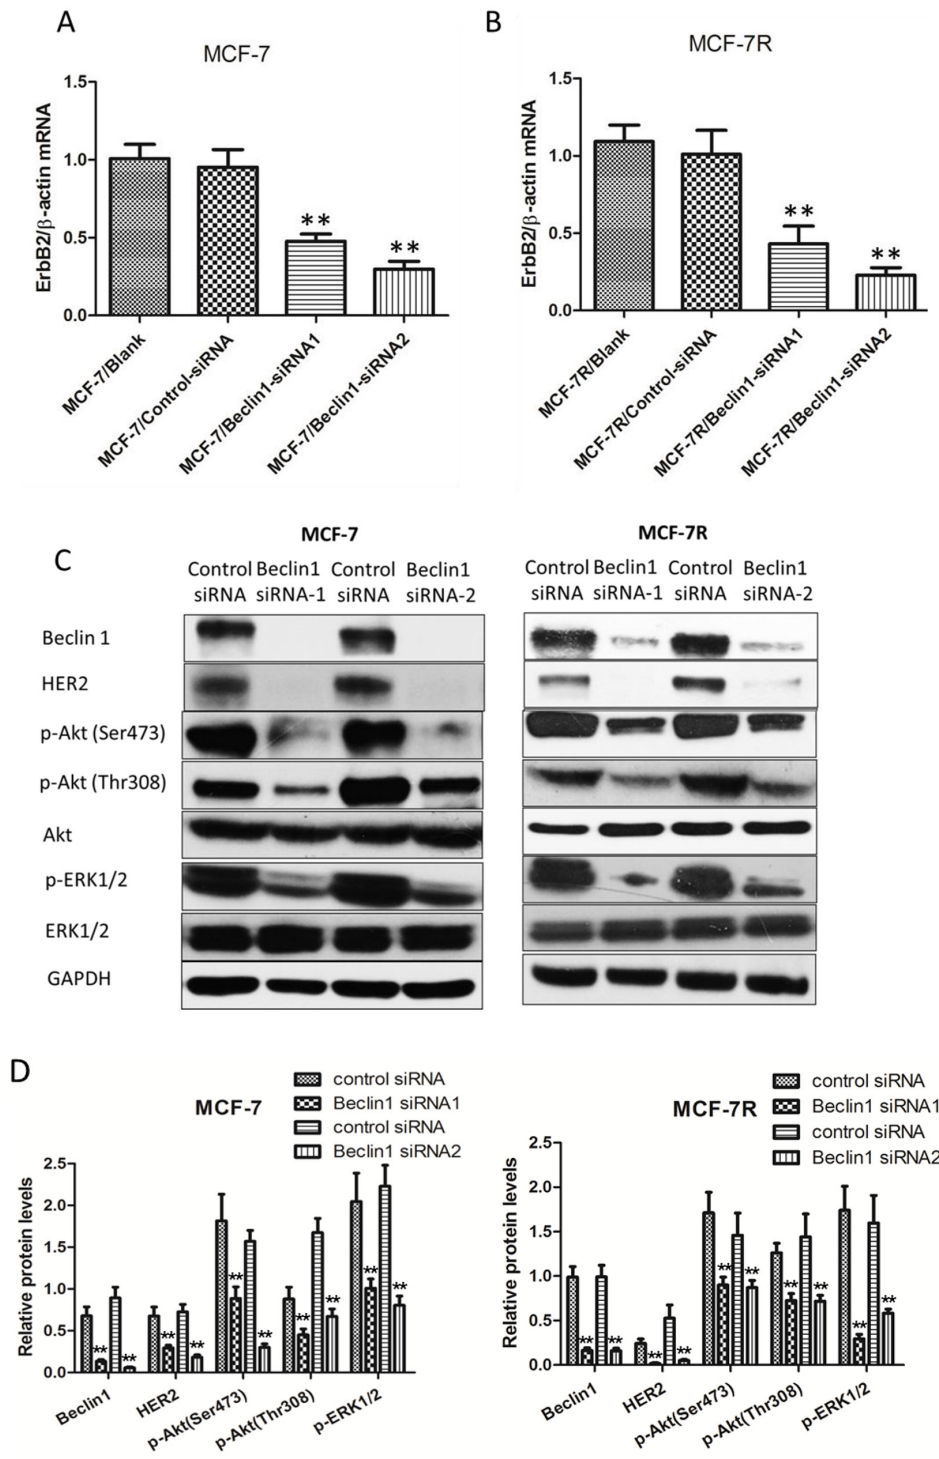 A
MCF-7
ErbB2/β-actin mRNA
1.5
1.0
0.5
0.0
**
**
MCF-7/Blank
MCF-7/Control-siRNA
MCF-7/Beclin1-siRNA1
MCF-7/Beclin1-siRNA2
B
MCF-7R
ErbB2/β-actin mRNA
1.5
1.0
0.5
0.0
**
**
MCF-7R/Blank
MCF-7R/Control-siRNA
MCF-7R/Beclin1-siRNA1
MCF-7R/Beclin1-siRNA2
C
MCF-7
Control Beclin1 Control Beclin1
siRNA siRNA-1 siRNA siRNA-2
MCF-7R
Control Beclin1 Control Beclin1
siRNA siRNA-1 siRNA siRNA-2
Beclin 1
HER2
p-Akt (Ser473)
p-Akt (Thr308)
Akt
p-ERK1/2
ERK1/2
GAPDH
D
MCF-7
control siRNA
Beclin1 siRNA1
control siRNA
Beclin1 siRNA2
Relative protein levels
2.5
2.0
1.5
1.0
0.5
0.0
** ** ** ** ** ** ** ** ** **
Beclin1
HER2
p-Akt(Ser473)
p-Akt(Thr308)
p-ERK1/2
MCF-7R
control siRNA
Beclin1 siRNA1
control siRNA
Beclin1 siRNA2
Relative protein levels
2.5
2.0
1.5
1.0
0.5
0.0
** ** ** ** ** ** ** ** ** **
Beclin1
HER2
p-Akt(Ser473)
p-Akt(Thr308)
p-ERK1/2